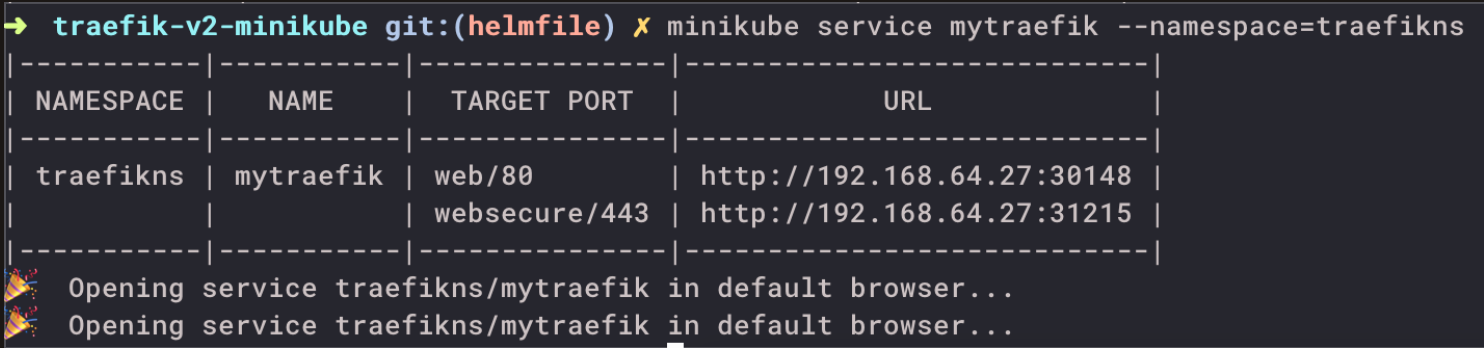 ➜ traefik-v2-minikube git:(helmfile) ✗ minikube service mytraefik --namespace=traefikns
|-----------|-----------|---------------|----------------------------|
| NAMESPACE |   NAME    |  TARGET PORT  |            URL             |
|-----------|-----------|---------------|----------------------------|
| traefikns | mytraefik | web/80        | http://192.168.64.27:30148 |
|           |           | websecure/443 | http://192.168.64.27:31215 |
|-----------|-----------|---------------|----------------------------|
🎉  Opening service traefikns/mytraefik in default browser...
🎉  Opening service traefikns/mytraefik in default browser...